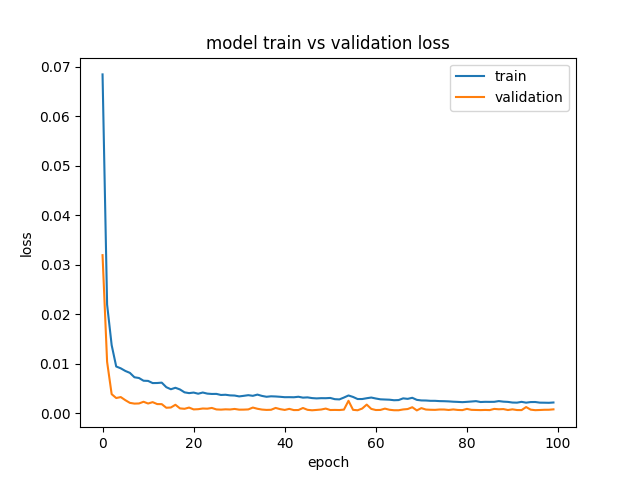 model train vs validation loss
train
validation
0.07
0.06
0.05
0.04
0.03
0.02
0.01
0.00
loss
0 20 40 60 80 100
epoch